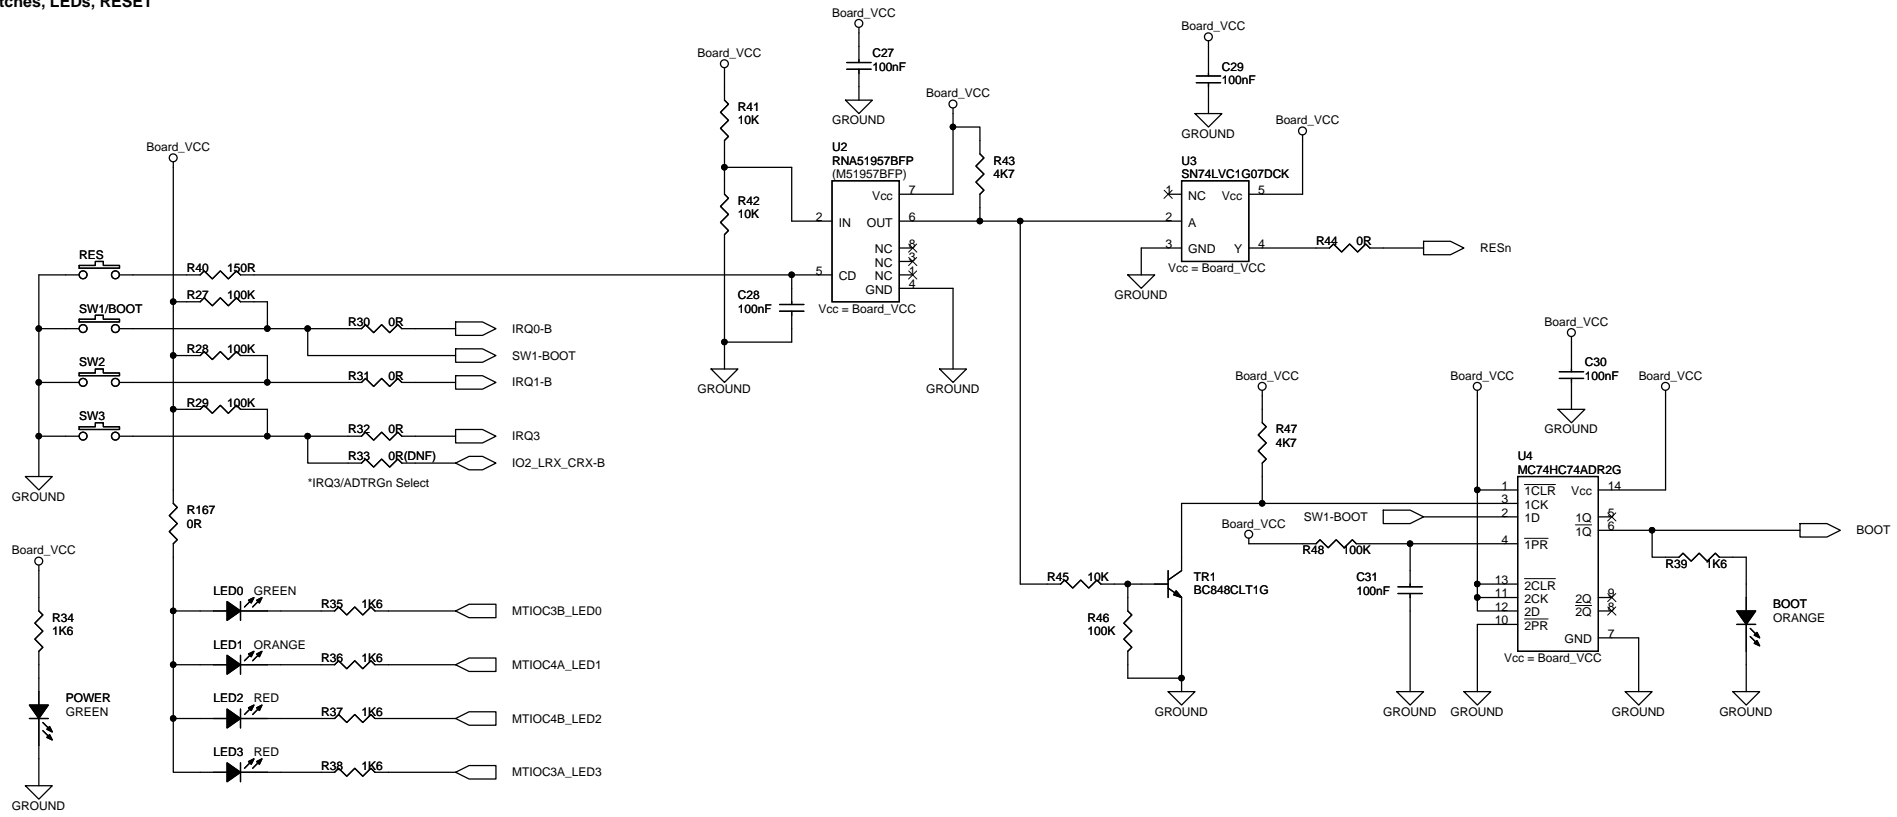 tches, LEDs, RESET
Board_VCC
C27
100nF
GROUND
Board_VCC
C29
100nF
GROUND
Board_VCC
R41
10K
R42
10K
Board_VCC
R43
4K7
Board_VCC
U2
RNA51957BFP
(M51957BFP)
Vcc
7
2
IN
OUT
6
NC
8
NC
3
NC
1
5
CD
GND
4
Vcc = Board_VCC
C28
100nF
GROUND
GROUND
U3
SN74LVC1G07DCK
1
NC
Vcc
5
2
A
3
GND
Y
4
Vcc = Board_VCC
GROUND
R44
0R
RESn
Board_VCC
RES
R40
150R
R27
100K
SW1/BOOT
R30
0R
IRQ0-B
SW1-BOOT
R28
100K
SW2
R31
0R
IRQ1-B
R29
100K
SW3
R32
0R
IRQ3
R33
0R(DNF)
IO2_LRX_CRX-B
*IRQ3/ADTRGn Select
GROUND
R167
0R
Board_VCC
R34
1K6
POWER
GREEN
GROUND
LED0
GREEN
R35
1K6
MTIOC3B_LED0
LED1
ORANGE
R36
1K6
MTIOC4A_LED1
LED2
RED
R37
1K6
MTIOC4B_LED2
LED3
RED
R38
1K6
MTIOC3A_LED3
Board_VCC
R47
4K7
Board_VCC
Board_VCC
C30
100nF
GROUND
Board_VCC
U4
MC74HC74ADR2G
1
1CLR
Vcc
14
3
1CK
2
1D
1Q
5
1Q
6
4
1PR
13
2CLR
11
2CK
2Q
9
12
2D
2Q
8
10
2PR
GND
7
Vcc = Board_VCC
SW1-BOOT
Board_VCC
R48
100K
C31
100nF
R45
10K
R46
100K
TR1
BC848CLT1G
GROUND
GROUND
GROUND
GROUND
BOOT
R39
1K6
BOOT
ORANGE
GROUND